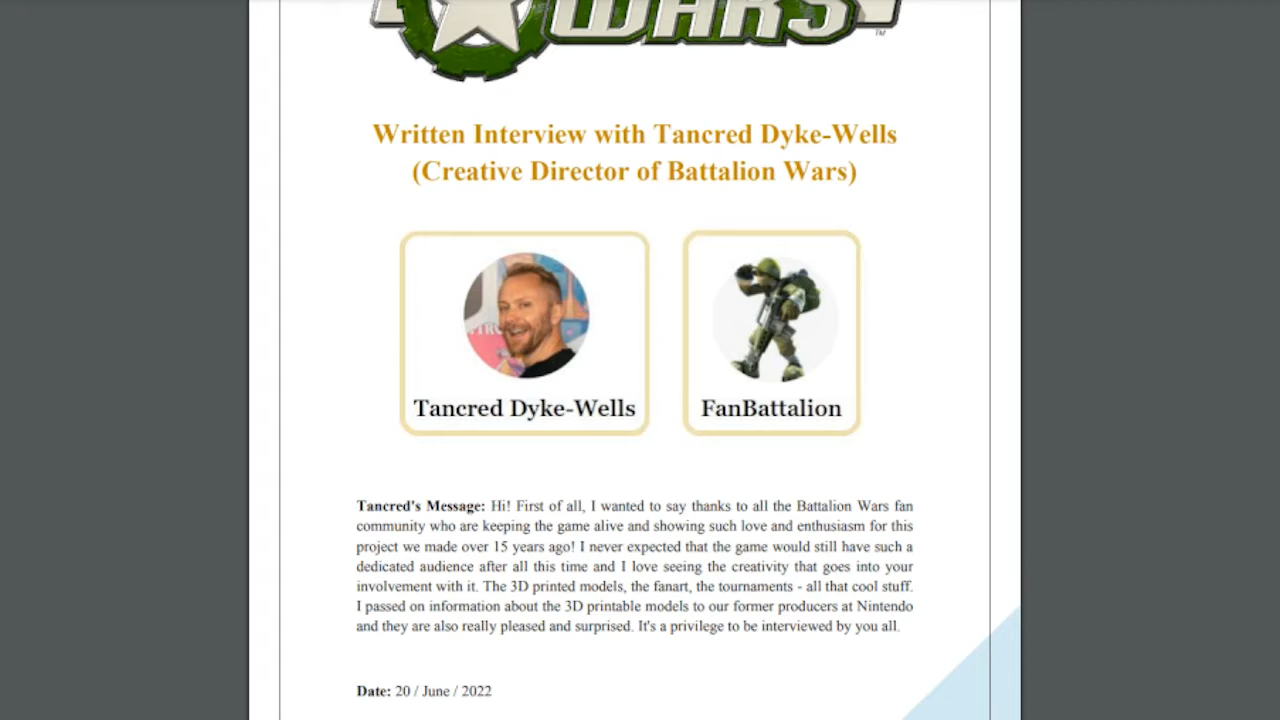 WARS
TM
Written Interview with Tancred Dyke-Wells
(Creative Director of Battalion Wars)
Tancred Dyke-Wells
FanBattalion
Tancred's Message: Hi! First of all, I wanted to say thanks to all the Battalion Wars fan
community who are keeping the game alive and showing such love and enthusiasm for this
project we made over 15 years ago! I never expected that the game would still have such a
dedicated audience after all this time and I love seeing the creativity that goes into your
involvement with it. The 3D printed models, the fanart, the tournaments - all that cool stuff.
I passed on information about the 3D printable models to our former producers at Nintendo
and they are also really pleased and surprised. It's a privilege to be interviewed by you all.
Date: 20 / June / 2022